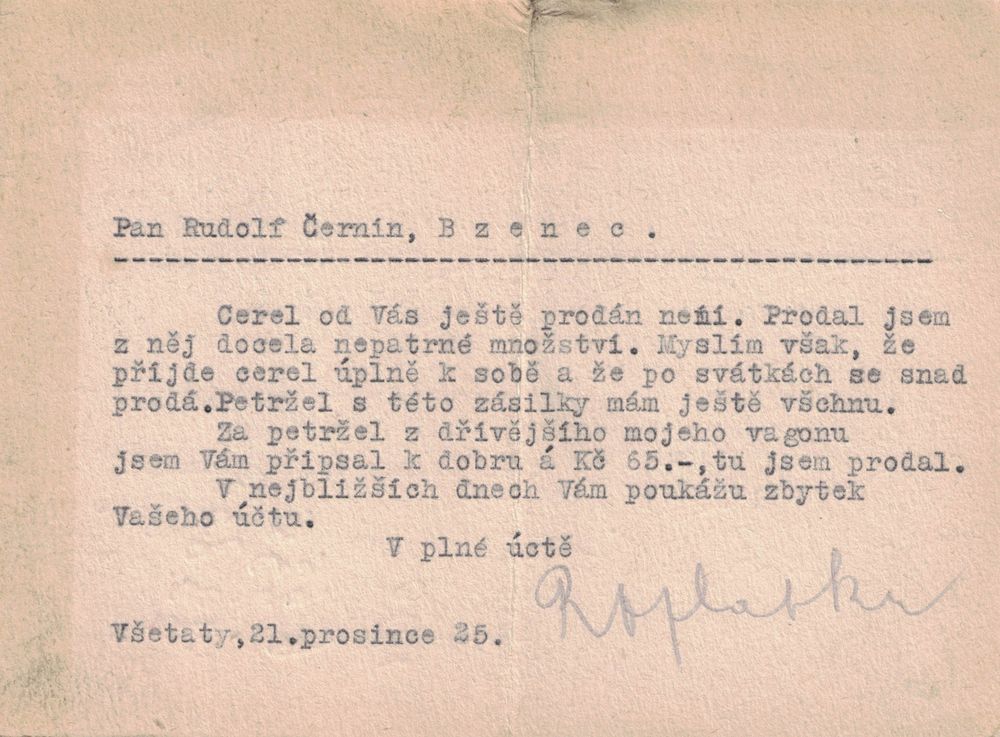 Pan Rudolf Černín, B z e n e c .
Cerel od Vás ještě prodán není. Prodal jsem
z něj docela nepatrné množství. Myslím však, že
příjde cerel úplně k sobě a že po svátkách se snad
prodá.Petržel s této zásilky mám ještě všchnu.
Za petržel z dřívějšího mojeho vagonu
jsem Vám připsal k dobru á Kč 65.-,tu jsem prodal.
V nejbližších dnech Vám poukážu zbytek
Vašeho účtu.
V plné úctě
Všetaty,21.prosince 25.